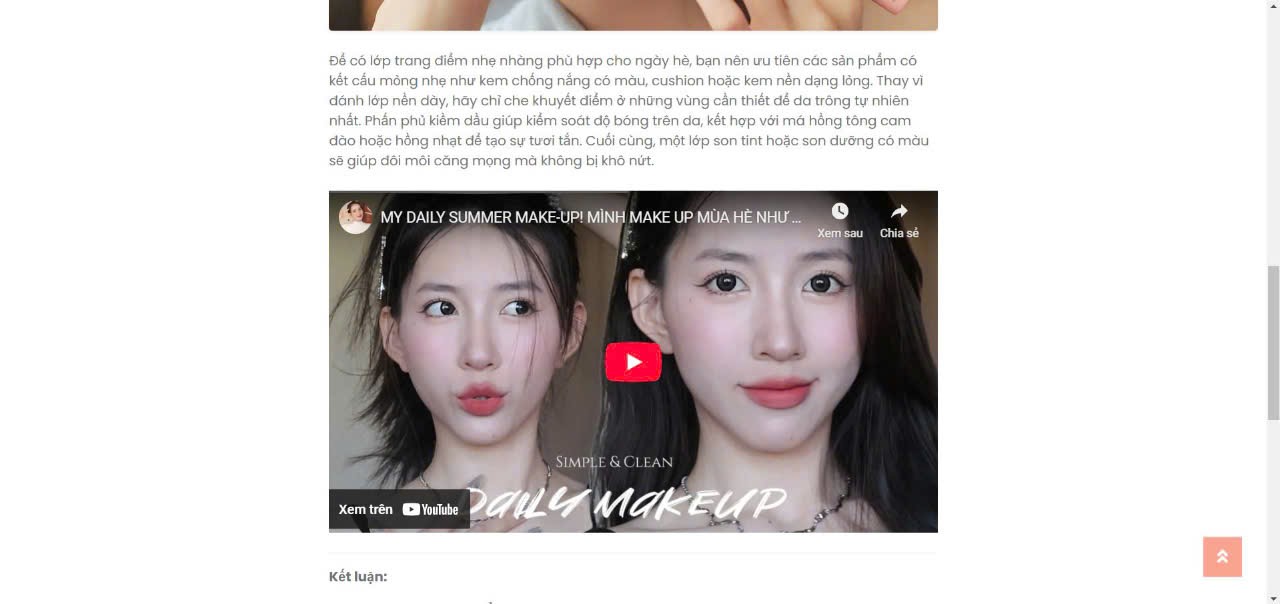 Để có lớp trang điểm nhẹ nhàng phù hợp cho ngày hè, bạn nên ưu tiên các sản phẩm có
kết cấu mỏng nhẹ như kem chống nắng có màu, cushion hoặc kem nền dạng lỏng. Thay vì
đánh lớp nền dày, hãy chỉ che khuyết điểm ở những vùng cần thiết để da trông tự nhiên
nhất. Phấn phủ kiềm dầu giúp kiểm soát độ bóng trên da, kết hợp với má hồng tông cam
đào hoặc hồng nhạt để tạo sự tươi tắn. Cuối cùng, một lớp son tint hoặc son dưỡng có màu
sẽ giúp đôi môi căng mọng mà không bị khô nứt.
MY DAILY SUMMER MAKE-UP! MÌNH MAKE UP MÙA HÈ NHƯ ...
Xem sau
Chia sẻ
SIMPLE & CLEAN
DAILY MAKEUP
Xem trên YouTube
Kết luận: